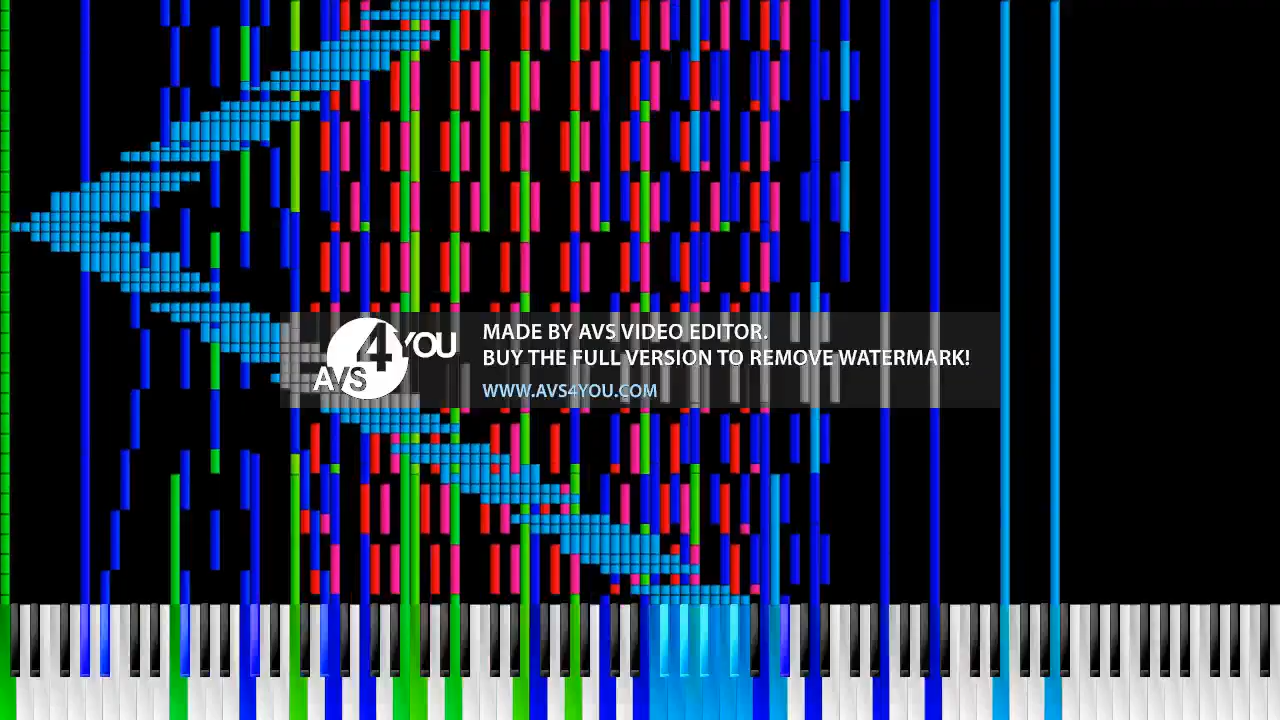 AVS4YOU
MADE BY AVS VIDEO EDITOR.
BUY THE FULL VERSION TO REMOVE WATERMARK!
WWW.AVS4YOU.COM